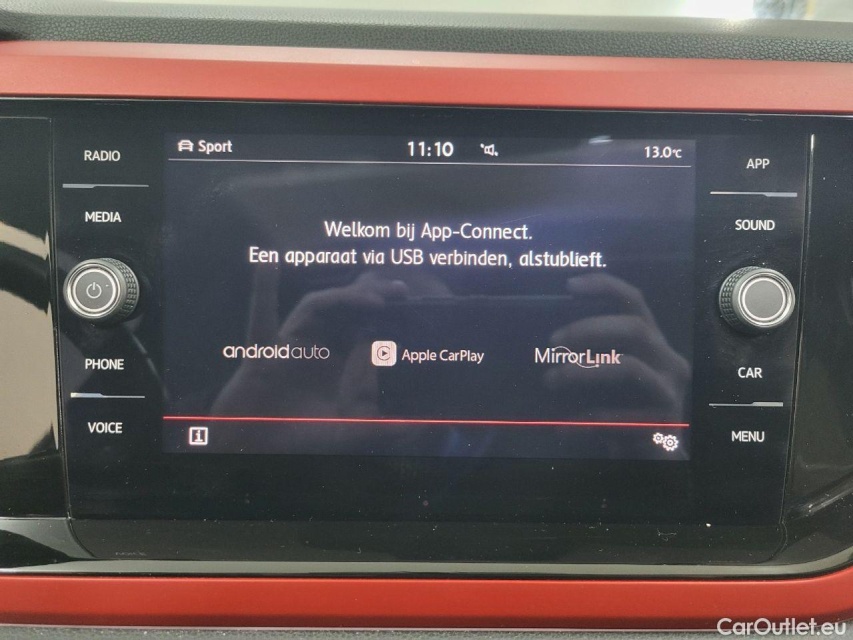 RADIO
MEDIA
PHONE
VOICE
Sport 11:10 13.0°C
Welkom bij App-Connect.
Een apparaat via USB verbinden, alstublieft.
androidauto Apple CarPlay MirrorLink
i
APP
SOUND
CAR
MENU
CarOutlet.eu